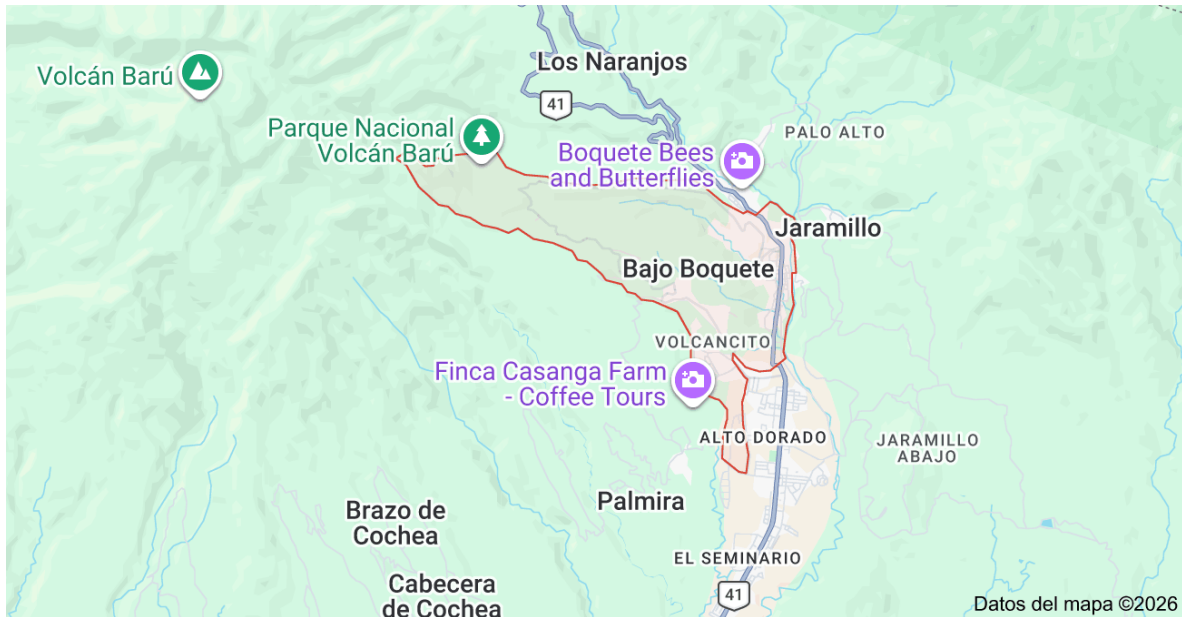 Los Naranjos
Volcán Barú
41
Parque Nacional
Volcán Barú
PALO ALTO
Boquete Bees
and Butterflies
Jaramillo
Bajo Boquete
VOLCANCITO
Finca Casanga Farm
- Coffee Tours
ALTO DORADO
JARAMILLO
ABAJO
Palmira
Brazo de
Cochea
EL SEMINARIO
Cabecera
de Cochea
41
Datos del mapa ©2026